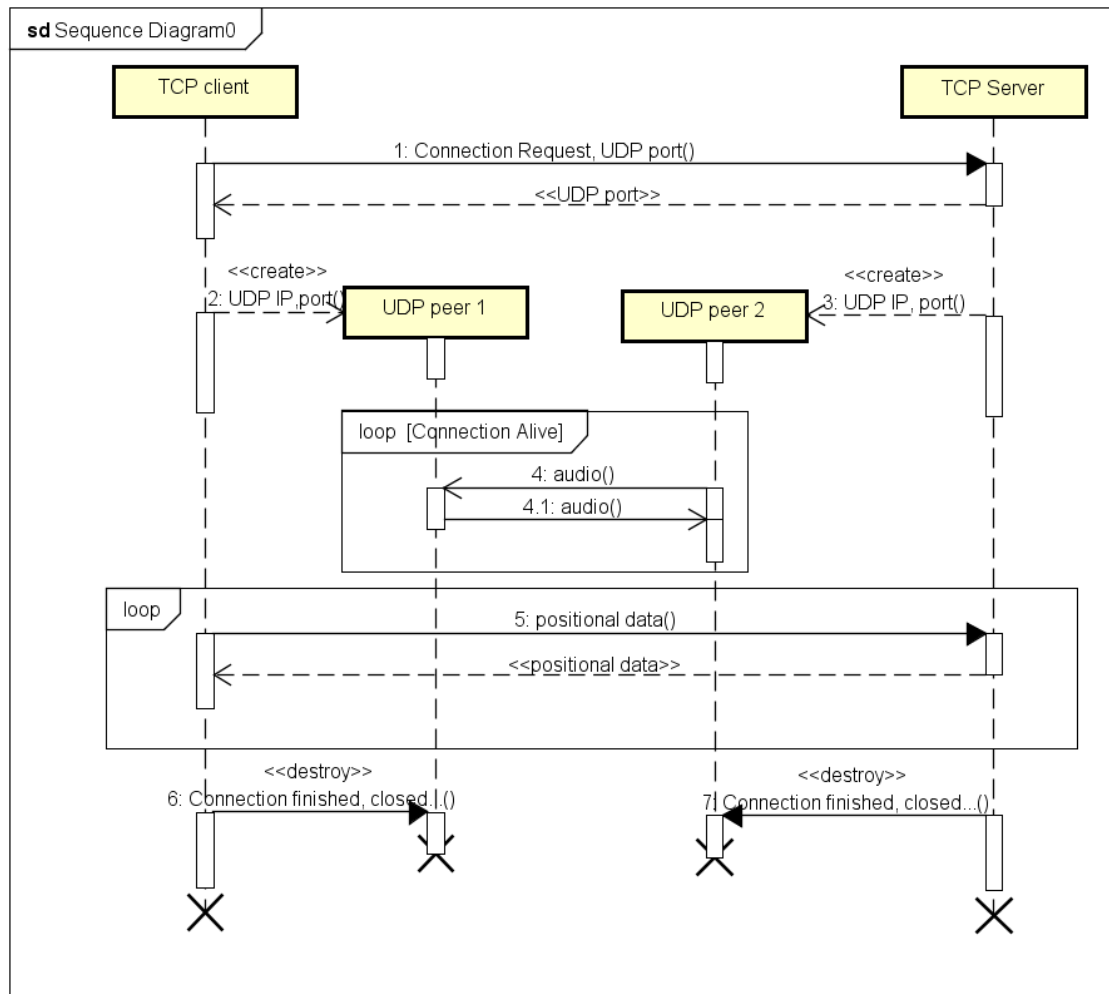 sd Sequence Diagram0
TCP client
TCP Server
1: Connection Request, UDP port()
<<UDP port>>
<<create>>
2: UDP IP,port()
UDP peer 1
UDP peer 2
<<create>>
3: UDP IP, port()
loop [Connection Alive]
4: audio()
4.1: audio()
loop
5: positional data()
<<positional data>>
<<destroy>>
6: Connection finished, closed...()
<<destroy>>
7: Connection finished, closed...()